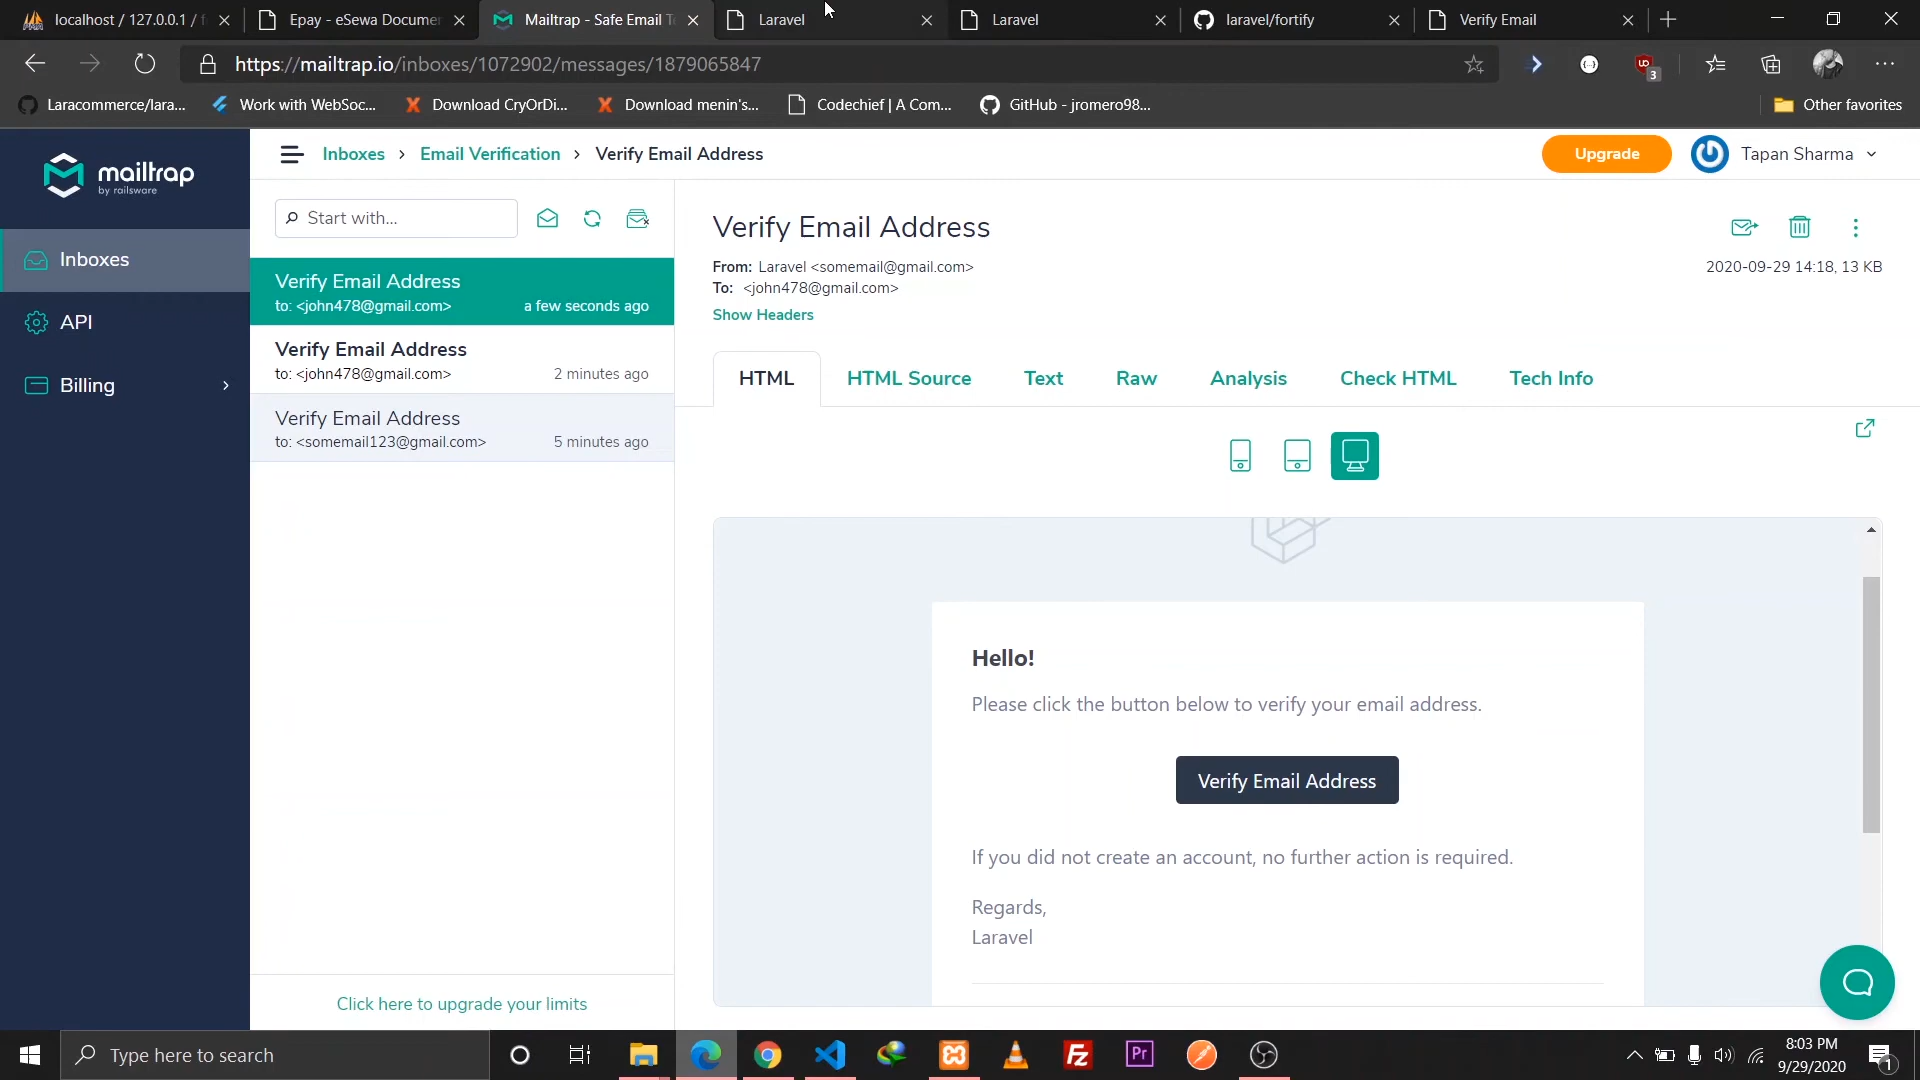 localhost / 127.0.0.1 /
Epay - eSewa Documen
Mailtrap - Safe Email T
Laravel
Laravel
laravel/fortify
Verify Email
https://mailtrap.io/inboxes/1072902/messages/1879065847
3
Laracommerce/lara...
Work with WebSoc...
Download CryOrDi...
Download menin's...
Codechief | A Com...
GitHub - jromero98...
Other favorites
mailtrap
by railsware
Inboxes
Email Verification
Verify Email Address
Upgrade
Tapan Sharma
Start with...
Inboxes
API
Billing
Verify Email Address
to: <john478@gmail.com>
a few seconds ago
Verify Email Address
to: <john478@gmail.com>
2 minutes ago
Verify Email Address
to: <somemail123@gmail.com>
5 minutes ago
Click here to upgrade your limits
Verify Email Address
From: Laravel <somemail@gmail.com>
2020-09-29 14:18, 13 KB
To: <john478@gmail.com>
Show Headers
HTML
HTML Source
Text
Raw
Analysis
Check HTML
Tech Info
Hello!
Please click the button below to verify your email address.
Verify Email Address
If you did not create an account, no further action is required.
Regards,
Laravel
Type here to search
Fz
Pr
8:03 PM
9/29/2020
1